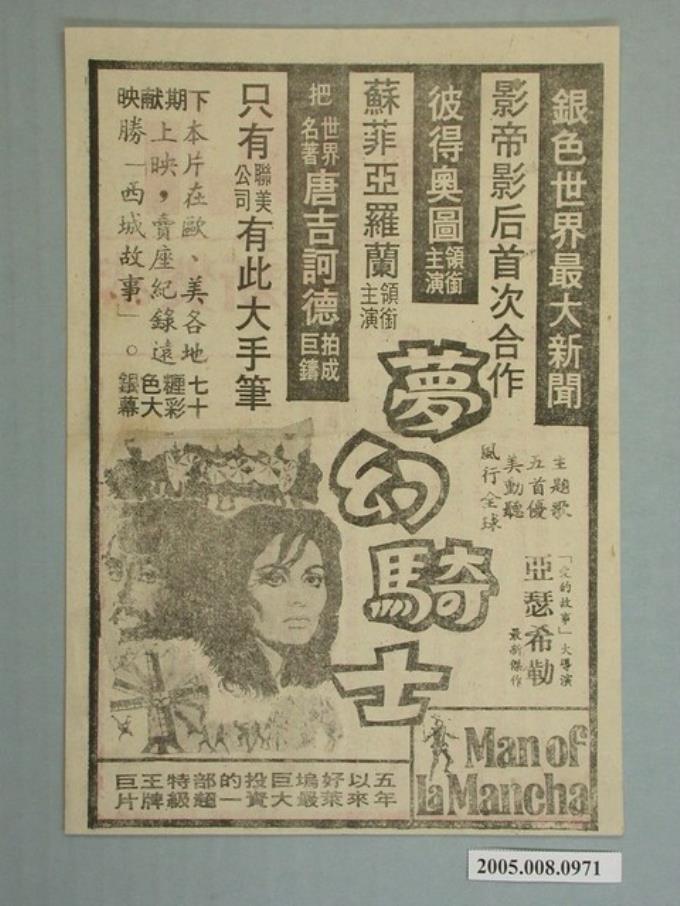 銀色世界最大新聞
影帝影后首次合作
彼得奧圖領銜主演
蘇菲亞羅蘭領銜主演
把世界名著唐吉訶德拍成巨鑄
只有聯美公司有此大手筆
下期獻映
本片在歐、美各地
上映，賣座紀錄遠
勝「西城故事」。
七十糎彩色大銀幕
夢幻騎士
主題歌
五首優
美動聽
風行全球
「愛的故事」大導演
亞瑟希勒
最新傑作
Man of
La Mancha
五年以來好萊塢最巨大投資的一部超特級王牌巨片
2005.008.0971